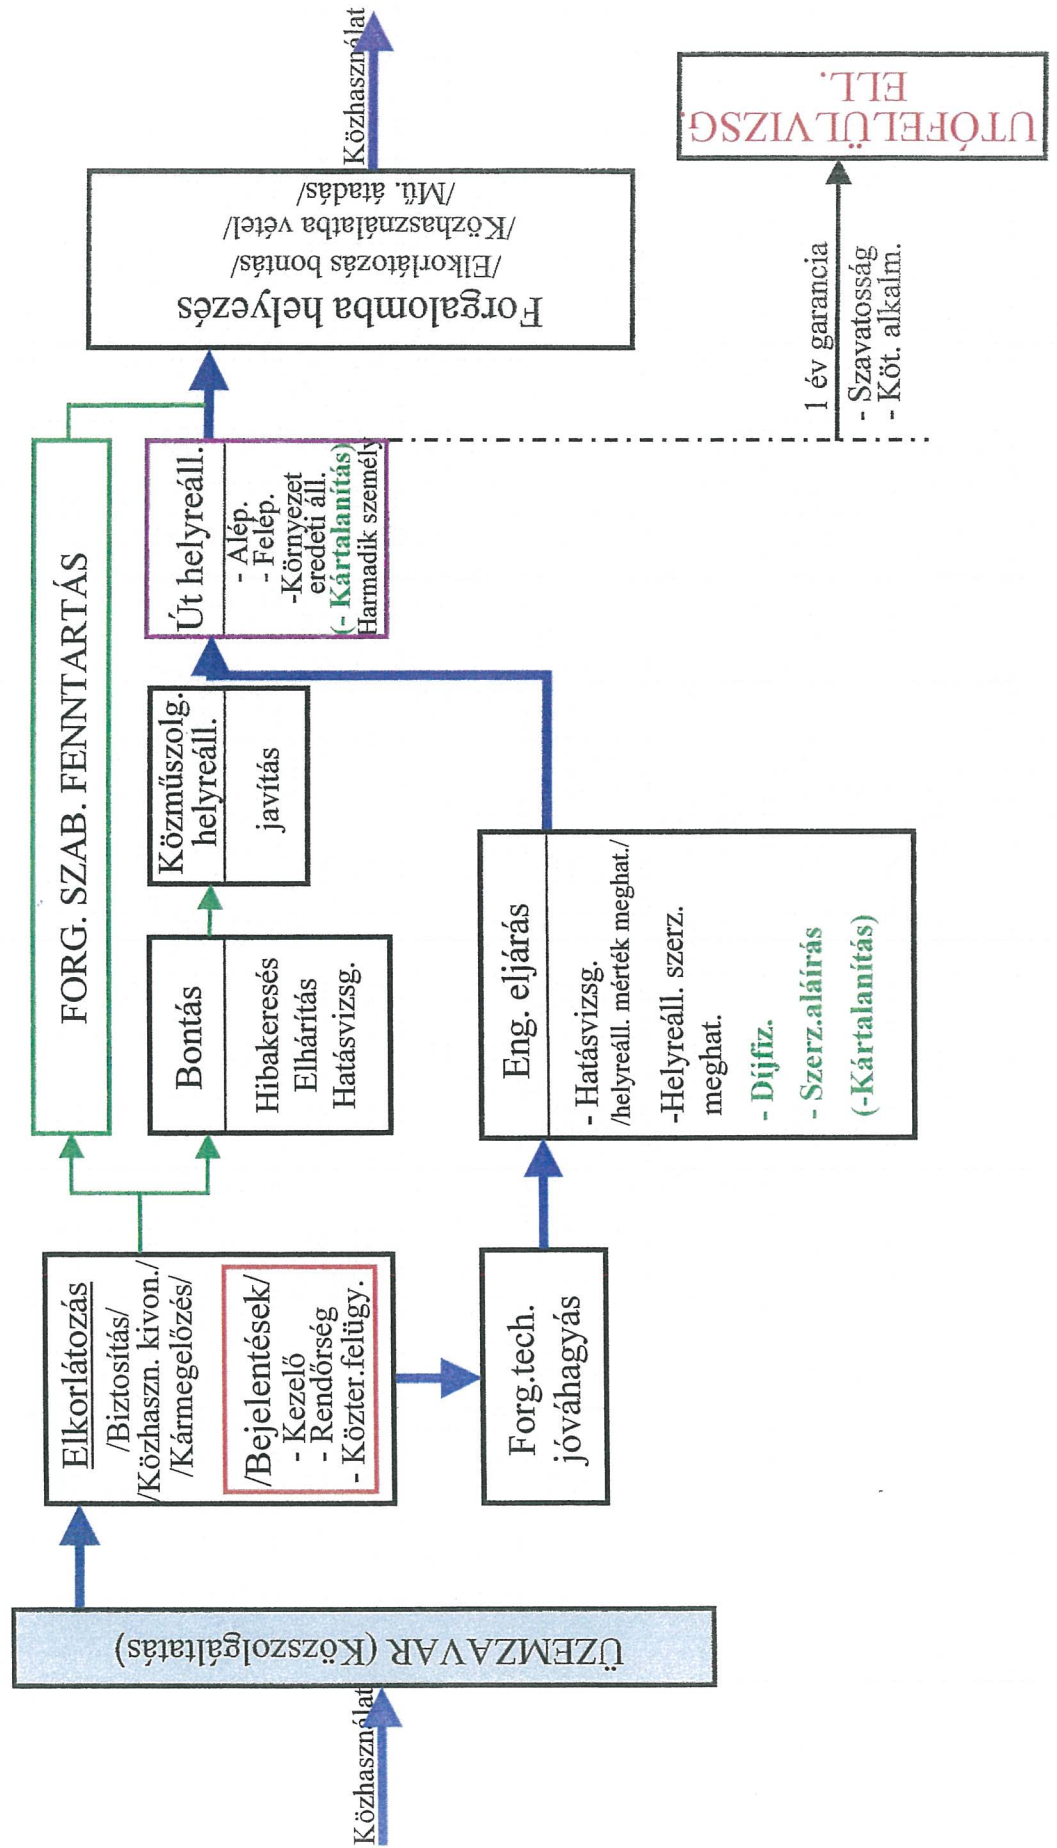 Közhasználat
ÜZEMZAVAR (Közszolgáltatás)
Elkorlátozás
/Biztosítás/
/Közhaszn. kivon./
/Kármegelőzés/
/Bejelentések/
- Kezelő
- Rendőrség
- Közter.felügy.
Forg.tech.
jóváhagyás
FORG. SZAB. FENNTARTÁS
Bontás
Hibakeresés
Elhárítás
Hatásvizsg.
Közműszolg.
helyreáll.
javítás
Eng. eljárás
- Hatásvizsg.
/helyreáll. mérték meghat./
-Helyreáll. szerz.
meghat.
- Díjfiz.
- Szerz.aláírás
(-Kártalanítás)
Út helyreáll.
- Alép.
- Felép.
-Környezet
eredeti áll.
(- Kártalanítás)
Harmadik személy
Forgalomba helyezés
/Elkorlátozás bontás/
/Közhasználatba vétel/
/Mű. átadás/
Közhasználat
1 év garancia
- Szavatosság
- Köt. alkalm.
UTÓFELÜLVIZSG.
ELL.